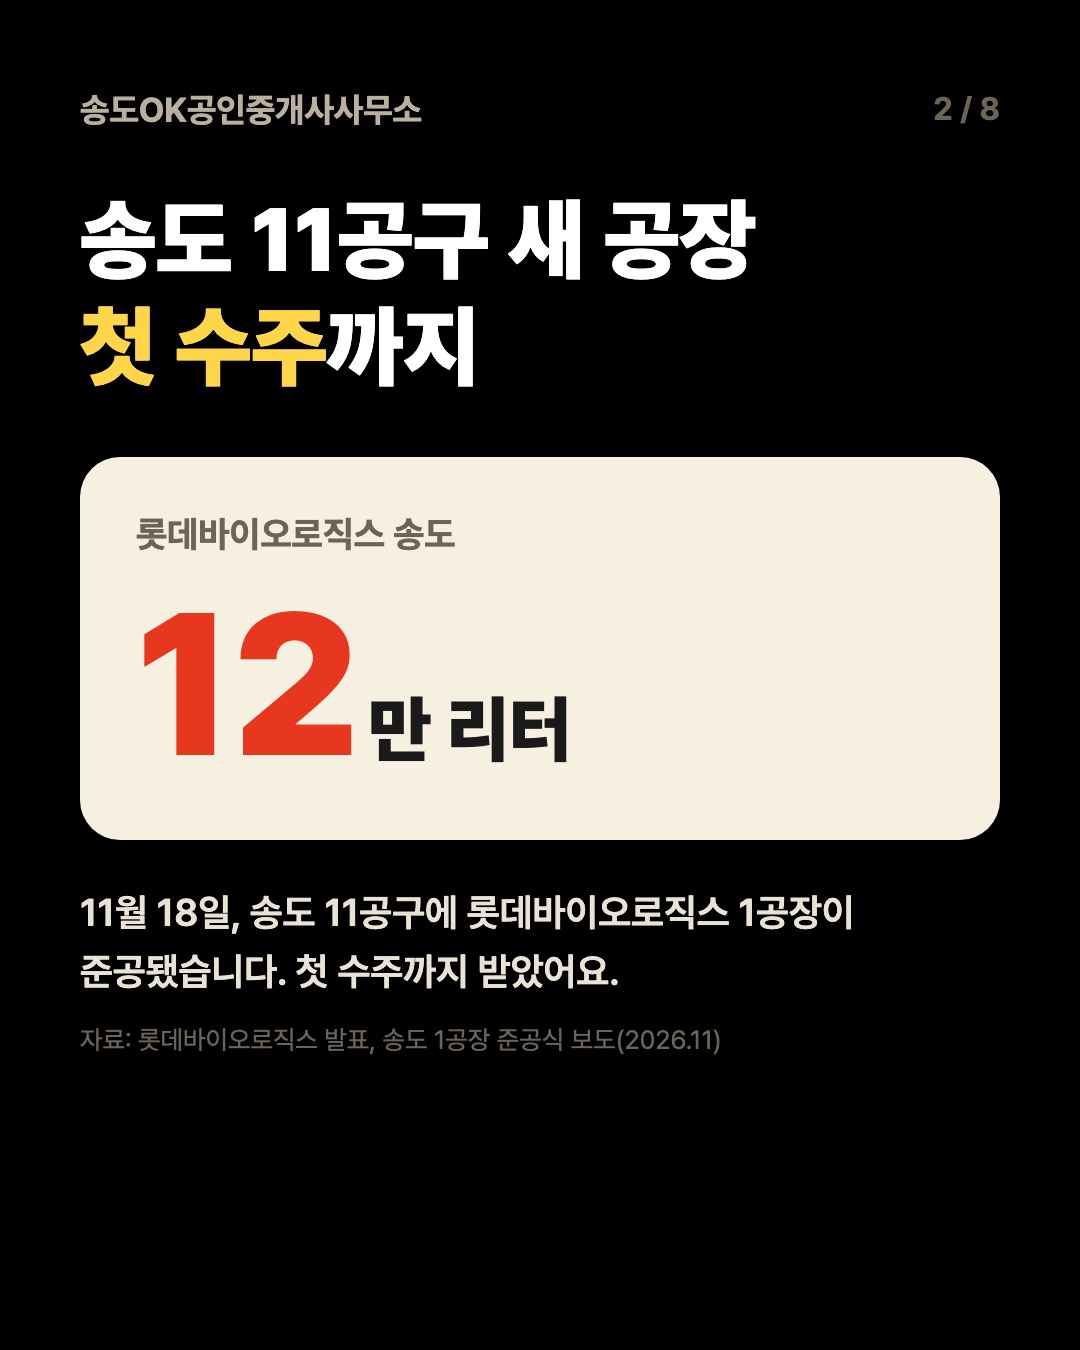 송도OK공인중개사사무소
2 / 8
송도 11공구 새 공장
첫 수주까지
롯데바이오로직스 송도
12만 리터
11월 18일, 송도 11공구에 롯데바이오로직스 1공장이
준공됐습니다. 첫 수주까지 받았어요.
자료: 롯데바이오로직스 발표, 송도 1공장 준공식 보도(2026.11)